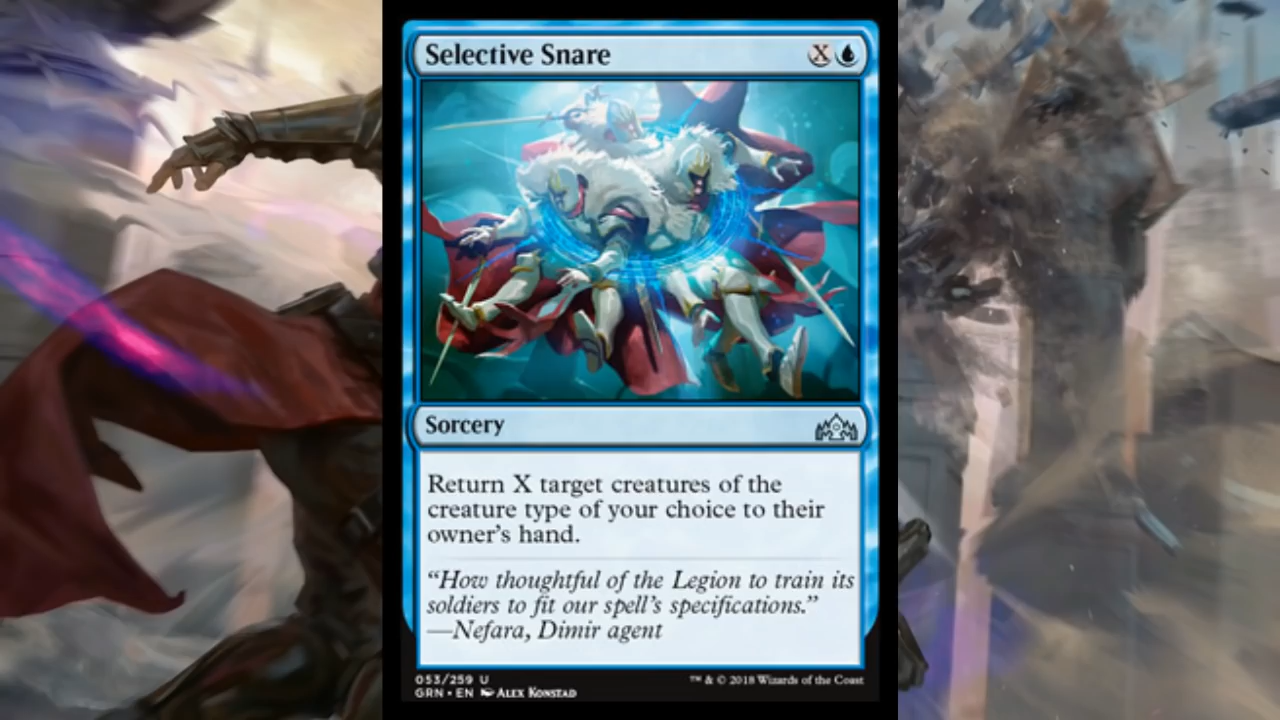 Selective Snare X
Sorcery
Return X target creatures of the
creature type of your choice to their
owner's hand.
“How thoughtful of the Legion to train its
soldiers to fit our spell's specifications.”
—Nefara, Dimir agent
053/259 U ™ & © 2018 Wizards of the Coast
GRN • EN Alex Konstad